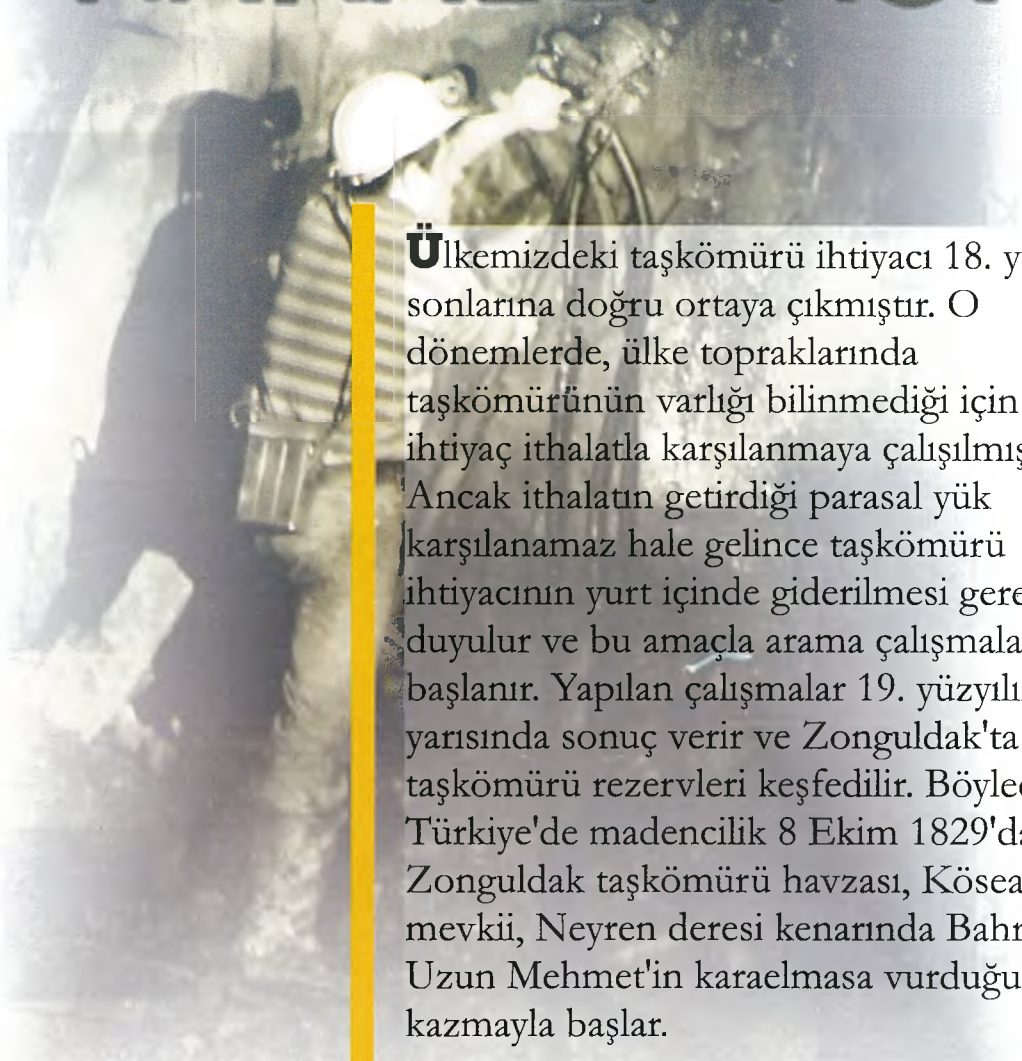 Ülkemizdeki taşkömürü ihtiyacı 18. y
sonlarına doğru ortaya çıkmıştır. O
dönemlerde, ülke topraklarında
taşkömürünün varlığı bilinmediği için
ihtiyaç ithalatla karşılanmaya çalışılmış
Ancak ithalatın getirdiği parasal yük
karşılanamaz hale gelince taşkömürü
ihtiyacının yurt içinde giderilmesi gere
duyulur ve bu amaçla arama çalışmala
başlanır. Yapılan çalışmalar 19. yüzyılı
yarısında sonuç verir ve Zonguldak'ta
taşkömürü rezervleri keşfedilir. Böylec
Türkiye'de madencilik 8 Ekim 1829'da
Zonguldak taşkömürü havzası, Kösea
mevkii, Neyren deresi kenarında Bahr
Uzun Mehmet'in karaelmasa vurduğu
kazmayla başlar.